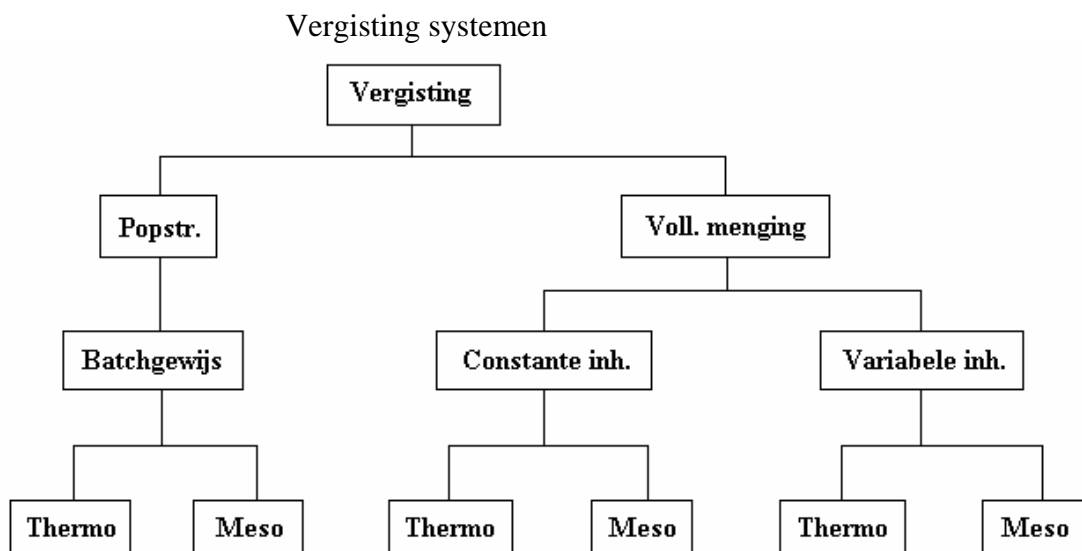 Vergisting systemen
Vergisting
Popstr.
Voll. menging
Batchgewijs
Constante inh.
Variabele inh.
Thermo
Meso
Thermo
Meso
Thermo
Meso